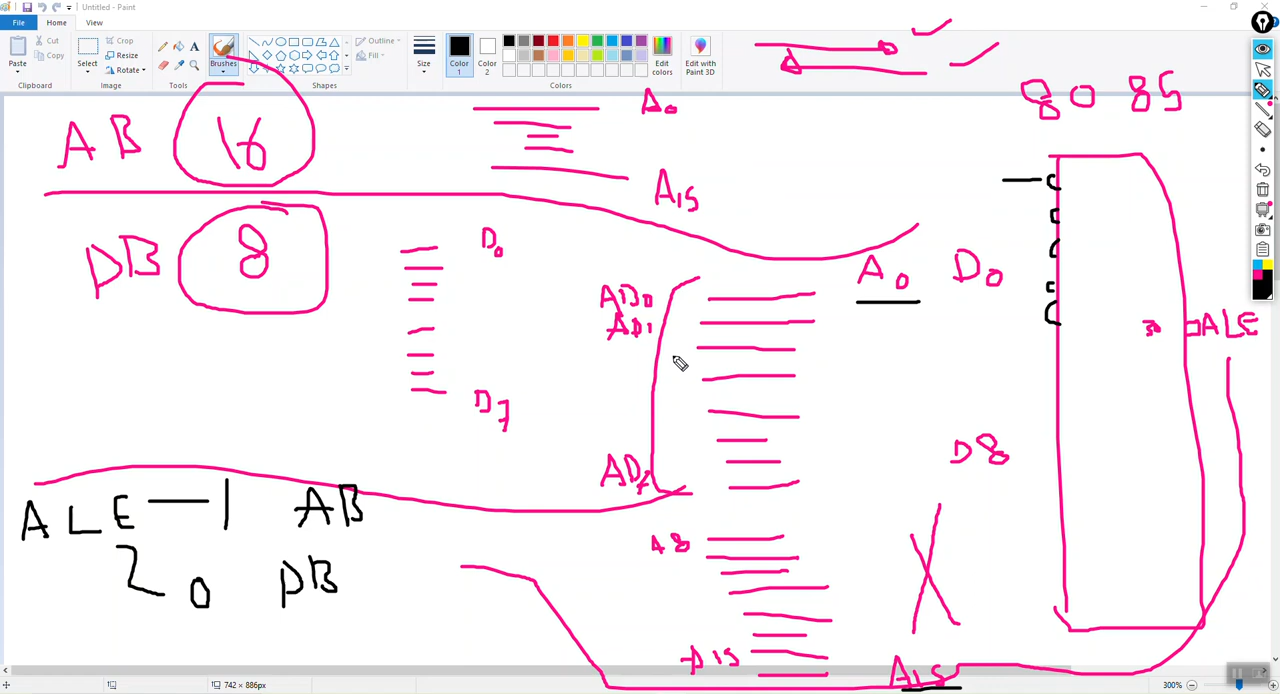 Untitled - Paint
File
Home
View
Paste
Cut
Copy
Clipboard
Select
Crop
Resize
Rotate
Image
Tools
Brushes
Outline
Fill
Shapes
Size
Color 1
Color 2
Edit colors
Edit with Paint 3D
Colors
8085
AB 16
A0
A15
DB 8
D0
D7
AD0
AD1
AD7
A0 D0
D8
30 ALE
ALE 1 AB
0 DB
A8
A15
A15
742 × 886px
300%